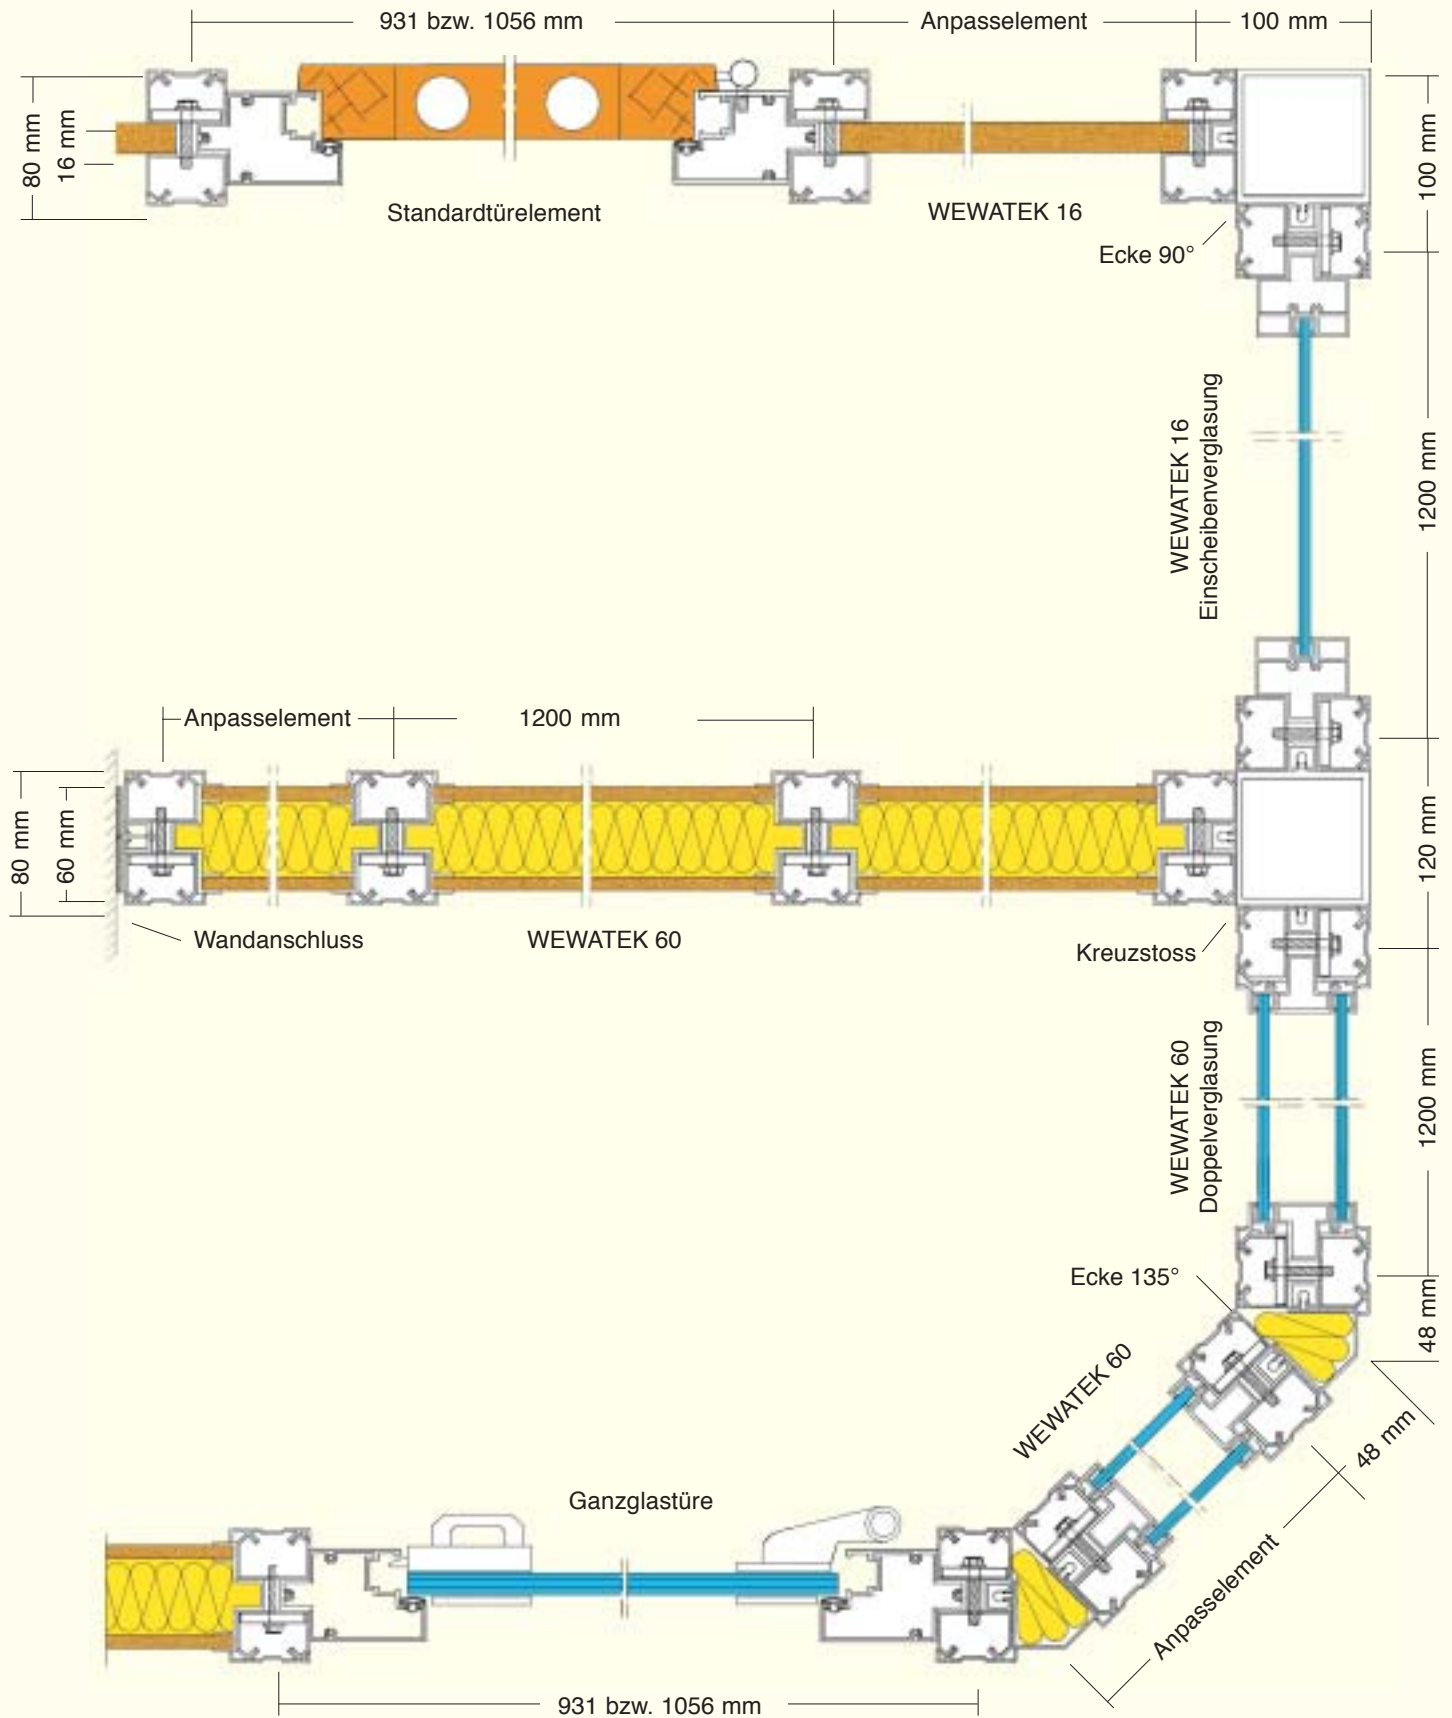 931 bzw. 1056 mm
Anpasselement
100 mm
80 mm
16 mm
100 mm
Standardtürelement
WEWATEK 16
Ecke 90°
WEWATEK 16
Einscheibenverglasung
1200 mm
Anpasselement
1200 mm
80 mm
60 mm
120 mm
Wandanschluss
WEWATEK 60
Kreuzstoss
WEWATEK 60
Doppelverglasung
1200 mm
Ecke 135°
48 mm
WEWATEK 60
48 mm
Ganzglastüre
Anpasselement
931 bzw. 1056 mm